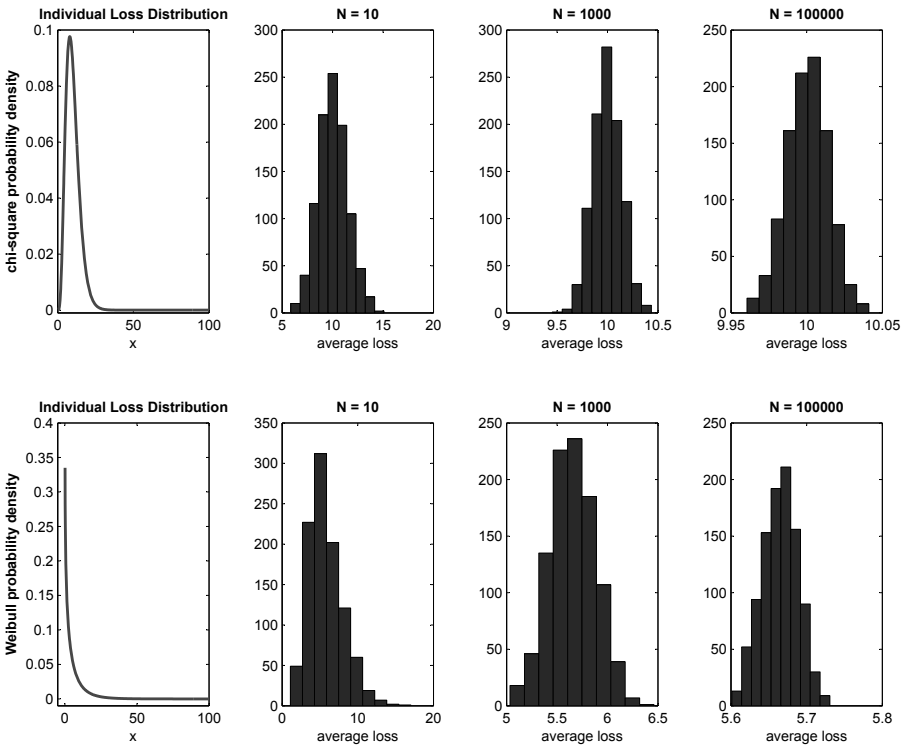 Individual Loss Distribution
chi-square probability density
0.1
0.08
0.06
0.04
0.02
0
0 50 100
x
N = 10
300
250
200
150
100
50
0
5 10 15 20
average loss
N = 1000
300
250
200
150
100
50
0
9 9.5 10 10.5
average loss
N = 100000
250
200
150
100
50
0
9.95 10 10.05
average loss
Individual Loss Distribution
Weibull probability density
0.4
0.35
0.3
0.25
0.2
0.15
0.1
0.05
0
0 50 100
x
N = 10
350
300
250
200
150
100
50
0
0 10 20
average loss
N = 1000
250
200
150
100
50
0
5 5.5 6 6.5
average loss
N = 100000
250
200
150
100
50
0
5.6 5.7 5.8
average loss